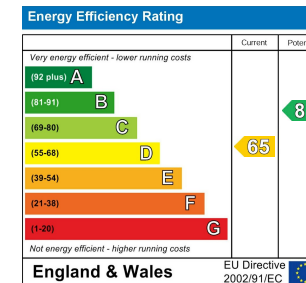 Energy Efficiency Rating
Current
Very energy efficient - lower running costs
(92 plus) A
(81-91) B
(69-80) C
(55-68) D
(39-54) E
(21-38) F
(1-20) G
65
Not energy efficient - higher running costs
England & Wales
EU Directive
2002/91/EC